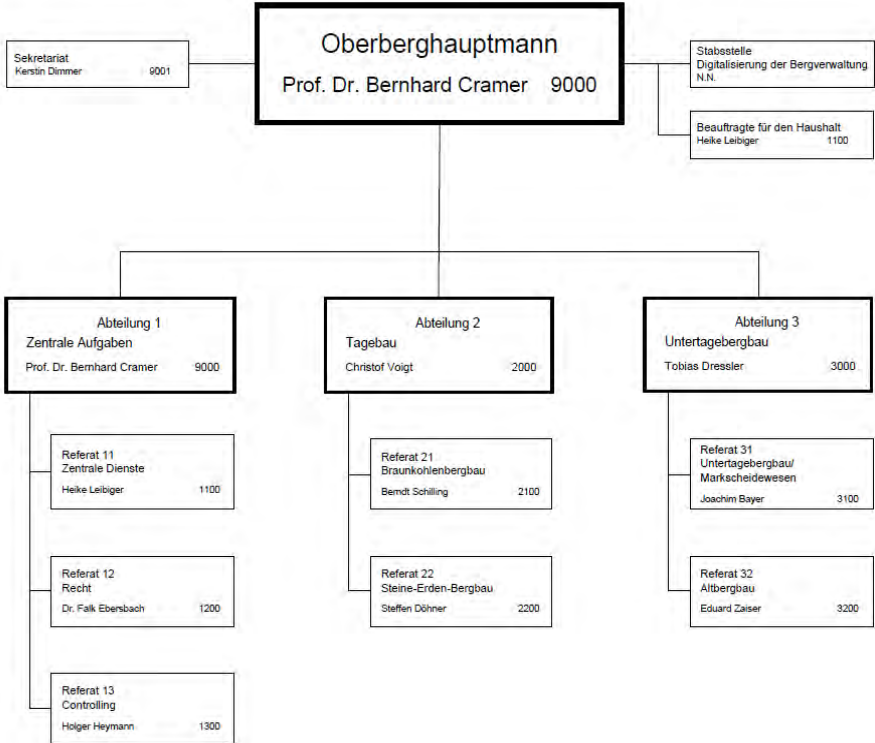 Oberberghauptmann
Prof. Dr. Bernhard Cramer 9000
Sekretariat
Kerstin Dimmer 9001
Stabsstelle
Digitalisierung der Bergverwaltung
N.N.
Beauftragte für den Haushalt
Heike Leibiger 1100
Abteilung 1
Zentrale Aufgaben
Prof. Dr. Bernhard Cramer 9000
Referat 11
Zentrale Dienste
Heike Leibiger 1100
Referat 12
Recht
Dr. Falk Ebersbach 1200
Referat 13
Controlling
Holger Heymann 1300
Abteilung 2
Tagebau
Christof Voigt 2000
Referat 21
Braunkohlenbergbau
Berndt Schilling 2100
Referat 22
Steine-Erden-Bergbau
Steffen Döhner 2200
Abteilung 3
Untertagebergbau
Tobias Dressler 3000
Referat 31
Untertagebergbau/
Markscheidewesen
Joachim Bayer 3100
Referat 32
Altbergbau
Eduard Zaiser 3200